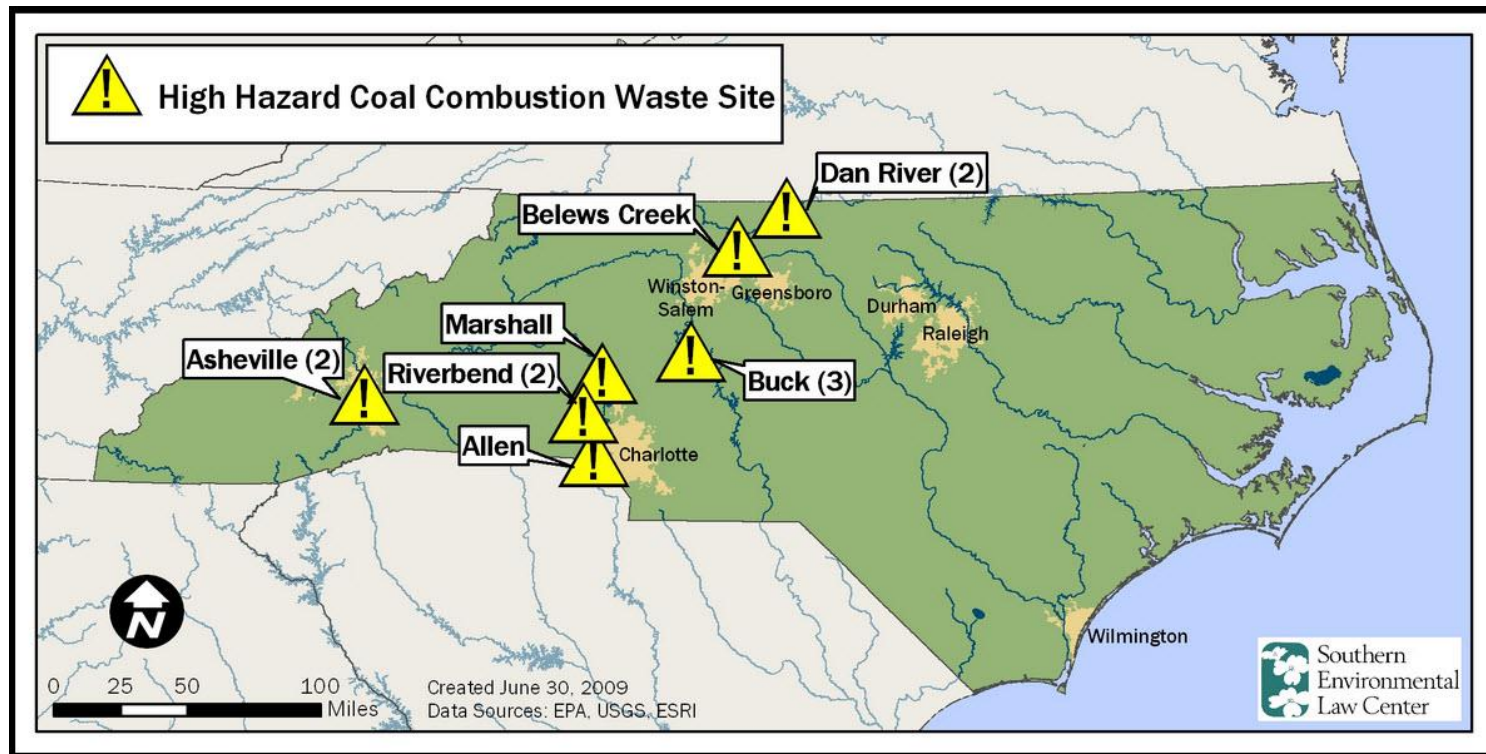 ! High Hazard Coal Combustion Waste Site
Dan River (2)
!
Belews Creek
!
Winston-
Salem
Greensboro
Durham
Raleigh
Marshall
!
Buck (3)
!
Asheville (2)
!
Riverbend (2)
!
Allen
!
Charlotte
Wilmington
N
0 25 50 100
Miles
Created June 30, 2009
Data Sources: EPA, USGS, ESRI
Southern
Environmental
Law Center